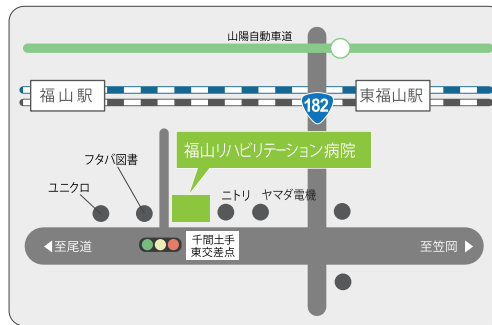 山陽自動車道
福山駅
182
東福山駅
福山リハビリテーション病院
フタバ図書
ユニクロ
ニトリ
ヤマダ電機
千間土手
東交差点
至尾道
至笠岡